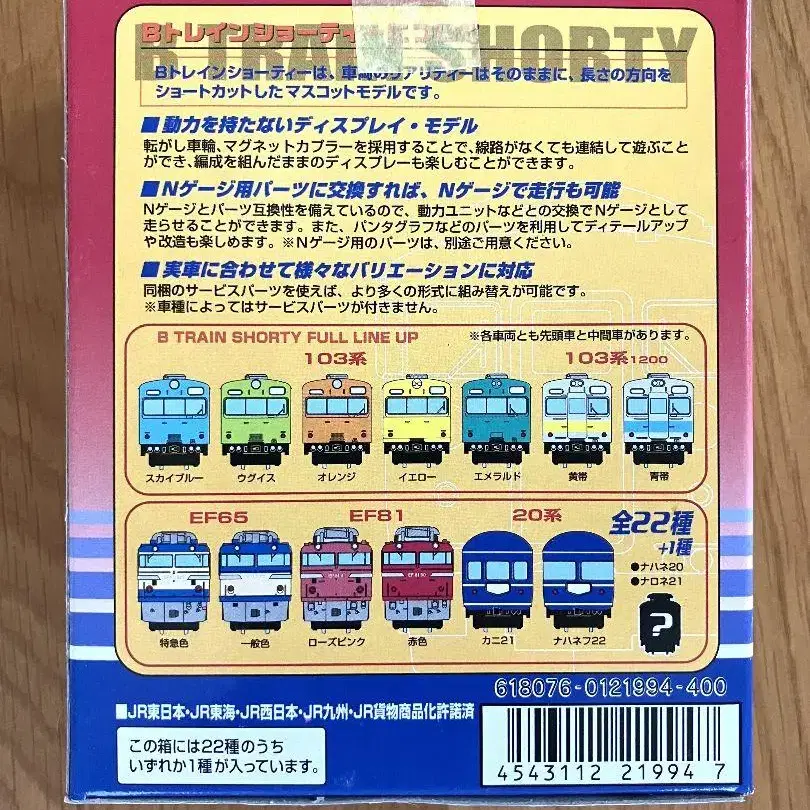 Bトレインショーティー
B TRAIN SHORTY
Bトレインショーティーは、車両のリアリティーはそのままに、長さの方向を
ショートカットしたマスコットモデルです。
■動力を持たないディスプレイ・モデル
転がし車輪、マグネットカプラーを採用することで、線路がなくても連結して遊ぶこと
ができ、編成を組んだままのディスプレーも楽しむことができます。
■Nゲージ用パーツに交換すれば、Nゲージで走行も可能
Nゲージとパーツ互換性を備えているので、動力ユニットなどとの交換でNゲージとして
走らせることができます。また、パンタグラフなどのパーツを利用してディテールアップ
や改造も楽しめます。※Nゲージ用のパーツは、別途ご用意ください。
■実車に合わせて様々なバリエーションに対応
同梱のサービスパーツを使えば、より多くの形式に組み替えが可能です。
※車種によってはサービスパーツが付きません。
B TRAIN SHORTY FULL LINE UP ※各車両とも先頭車と中間車があります。
103系 103系1200
スカイブルー ウグイス オレンジ イエロー エメラルド 黄帯 青帯
EF65 EF81 20系 全22種
+1種
●ナハネ20
●ナロネ21
?
特急色 一般色 ローズピンク 赤色 カニ21 ナハネフ22
618076-0121994-400
■JR東日本・JR東海・JR西日本・JR九州・JR貨物商品化許諾済
この箱には22種のうち
いずれか1種が入っています。
4543112 219947